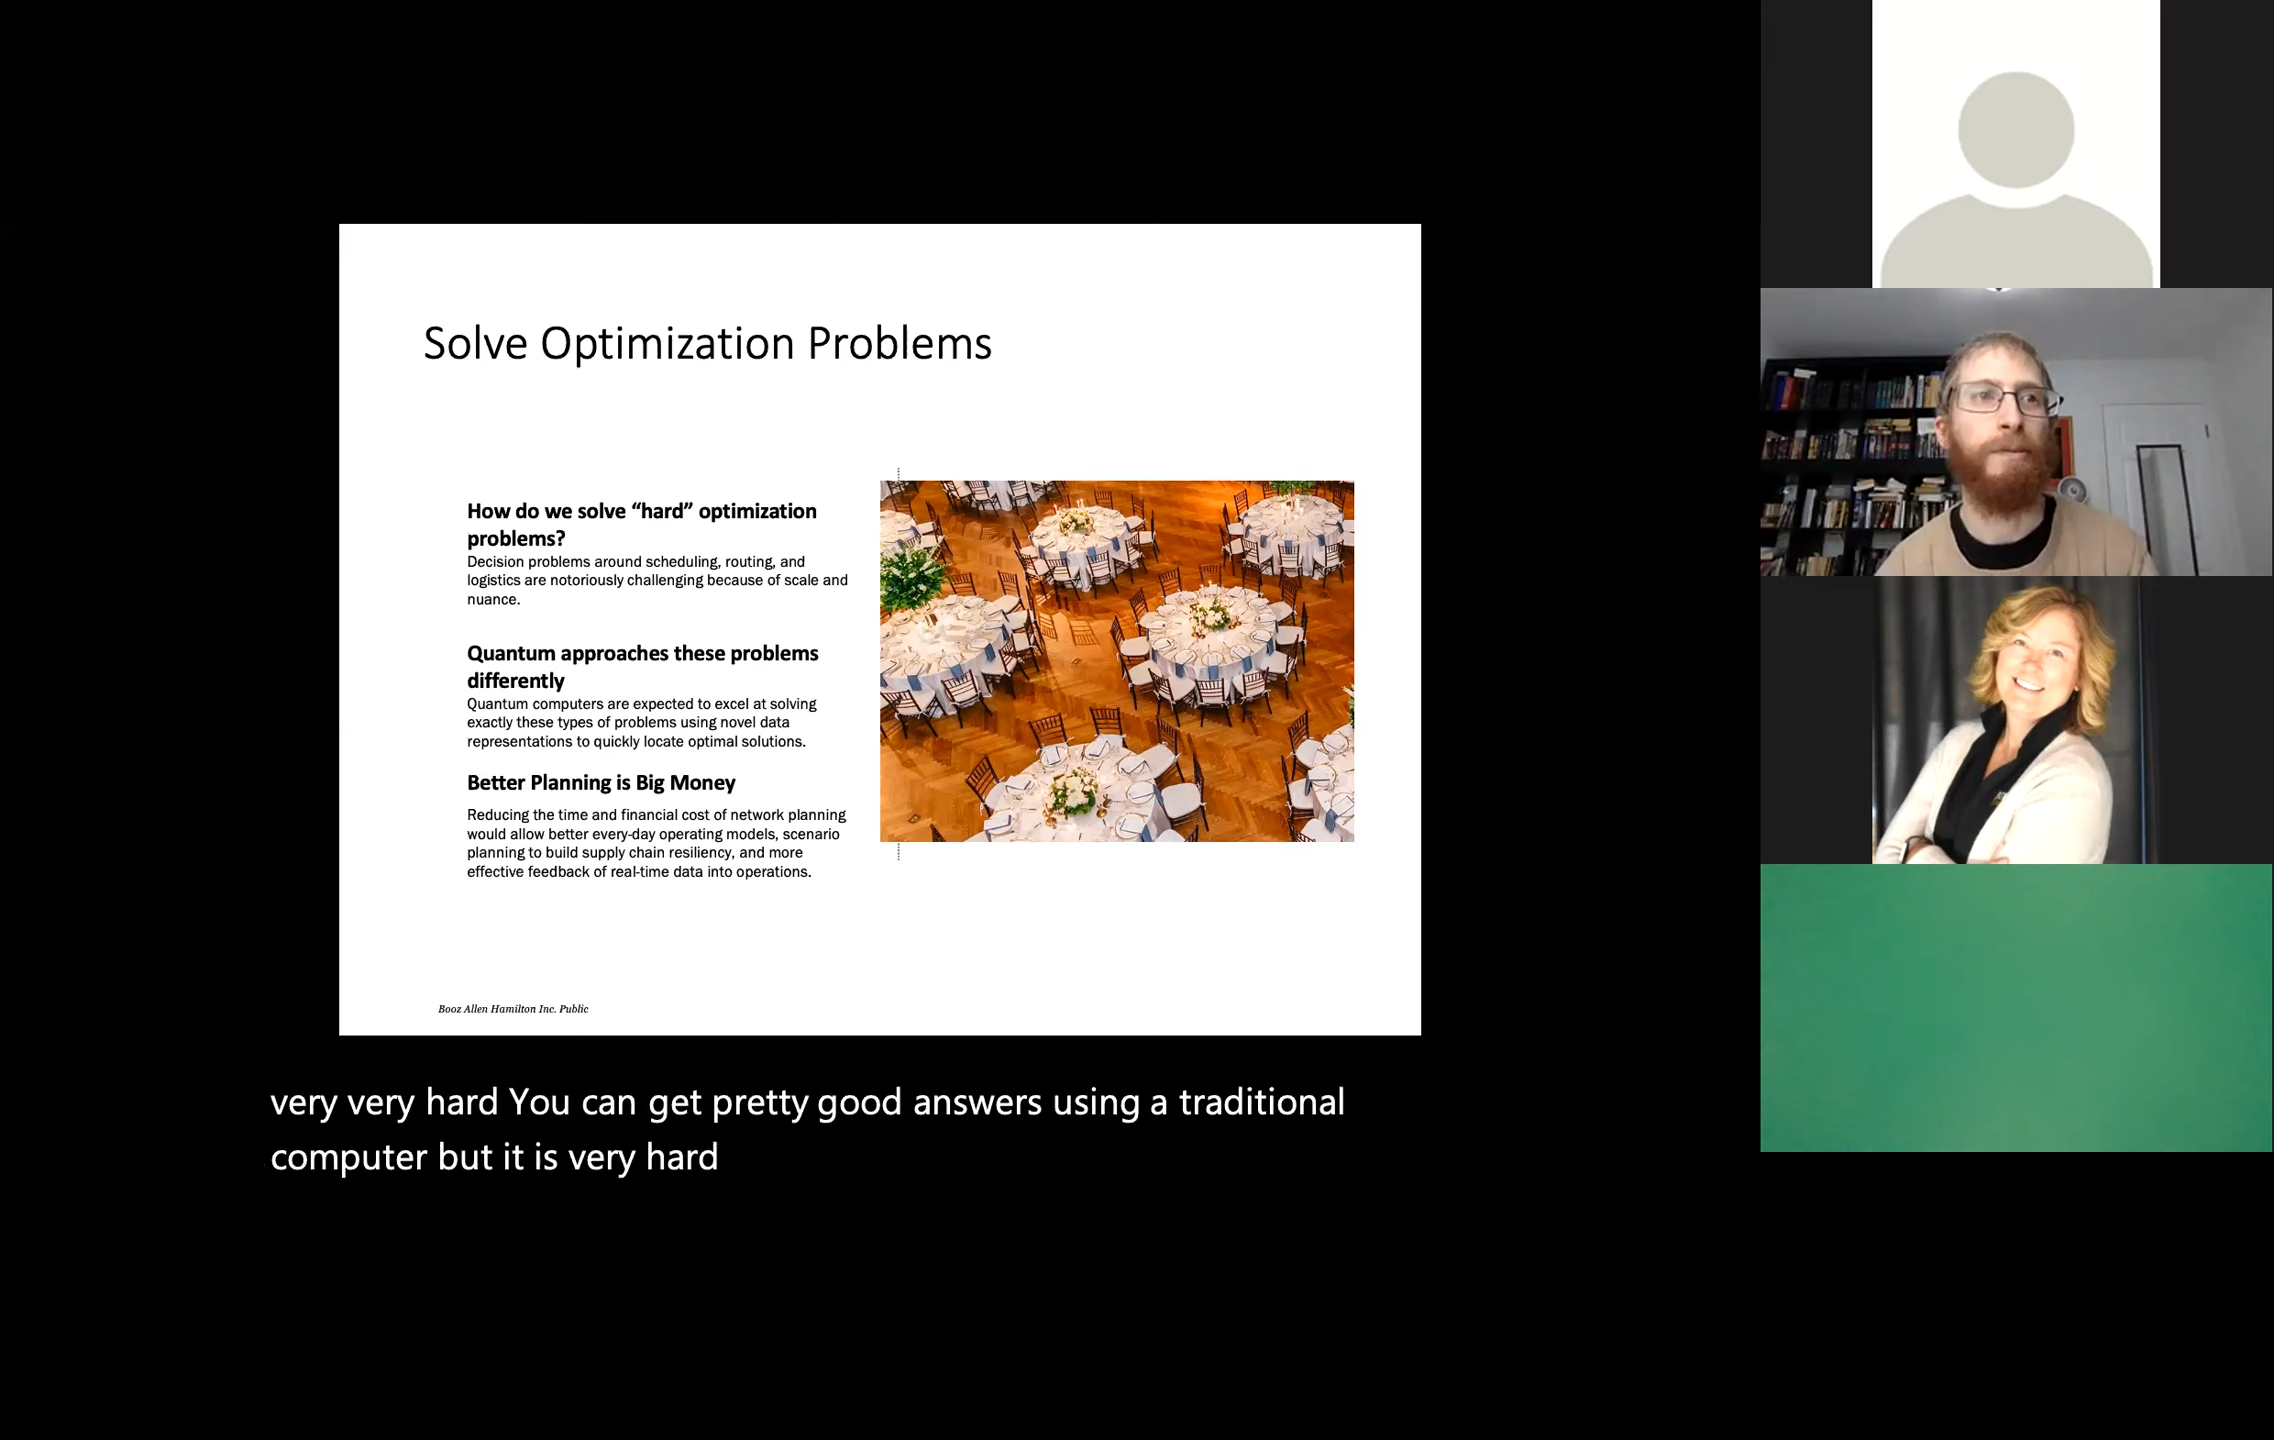 Solve Optimization Problems
How do we solve “hard” optimization
problems?
Decision problems around scheduling, routing, and
logistics are notoriously challenging because of scale and
nuance.
Quantum approaches these problems
differently
Quantum computers are expected to excel at solving
exactly these types of problems using novel data
representations to quickly locate optimal solutions.
Better Planning is Big Money
Reducing the time and financial cost of network planning
would allow better every-day operating models, scenario
planning to build supply chain resiliency, and more
effective feedback of real-time data into operations.
Booz Allen Hamilton Inc. Public
very very hard You can get pretty good answers using a traditional
computer but it is very hard